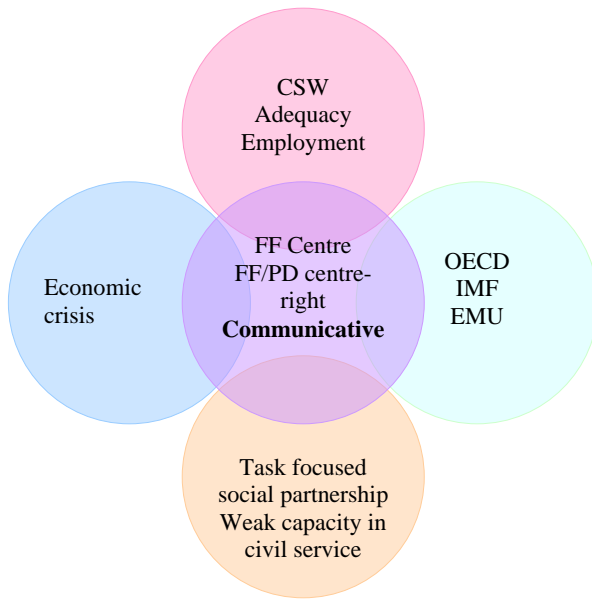 CSW
Adequacy
Employment
Economic
crisis
FF Centre
FF/PD centre-
right
Communicative
OECD
IMF
EMU
Task focused
social partnership
Weak capacity in
civil service